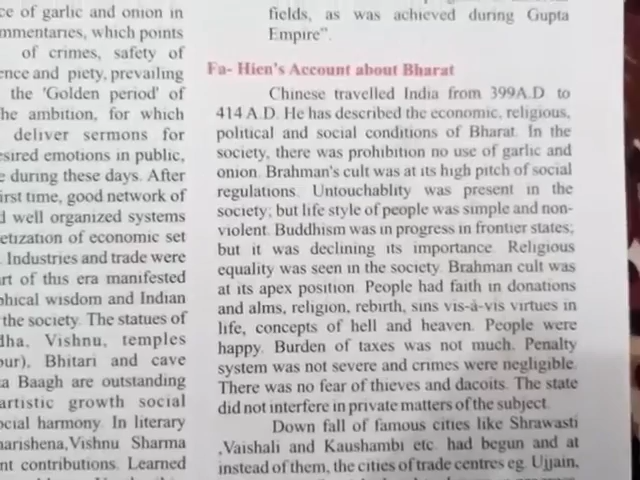 ce of garlic and onion in
mmentaries, which points
of crimes, safety of
ence and piety, prevailing
the 'Golden period' of
he ambition, for which
deliver sermons for
esired emotions in public,
e during these days. After
irst time, good network of
d well organized systems
etization of economic set
Industries and trade were
art of this era manifested
phical wisdom and Indian
the society. The statues of
dha, Vishnu, temples
pur), Bhitari and cave
a Baagh are outstanding
artistic growth social
ocial harmony. In literary
harishena,Vishnu Sharma
nt contributions. Learned
fields, as was achieved during Gupta
Empire".
Fa- Hien's Account about Bharat
Chinese travelled India from 399A.D. to
414 A.D. He has described the economic, religious,
political and social conditions of Bharat. In the
society, there was prohibition no use of garlic and
onion. Brahman's cult was at its high pitch of social
regulations. Untouchablity was present in the
society; but life style of people was simple and non-
violent. Buddhism was in progress in frontier states;
but it was declining its importance. Religious
equality was seen in the society. Brahman cult was
at its apex position. People had faith in donations
and alms, religion, rebirth, sins vis-à-vis virtues in
life, concepts of hell and heaven. People were
happy. Burden of taxes was not much. Penalty
system was not severe and crimes were negligible.
There was no fear of thieves and dacoits. The state
did not interfere in private matters of the subject.
Down fall of famous cities like Shrawasti
,Vaishali and Kaushambi etc. had begun and at
instead of them, the cities of trade centres eg. Ujjain,